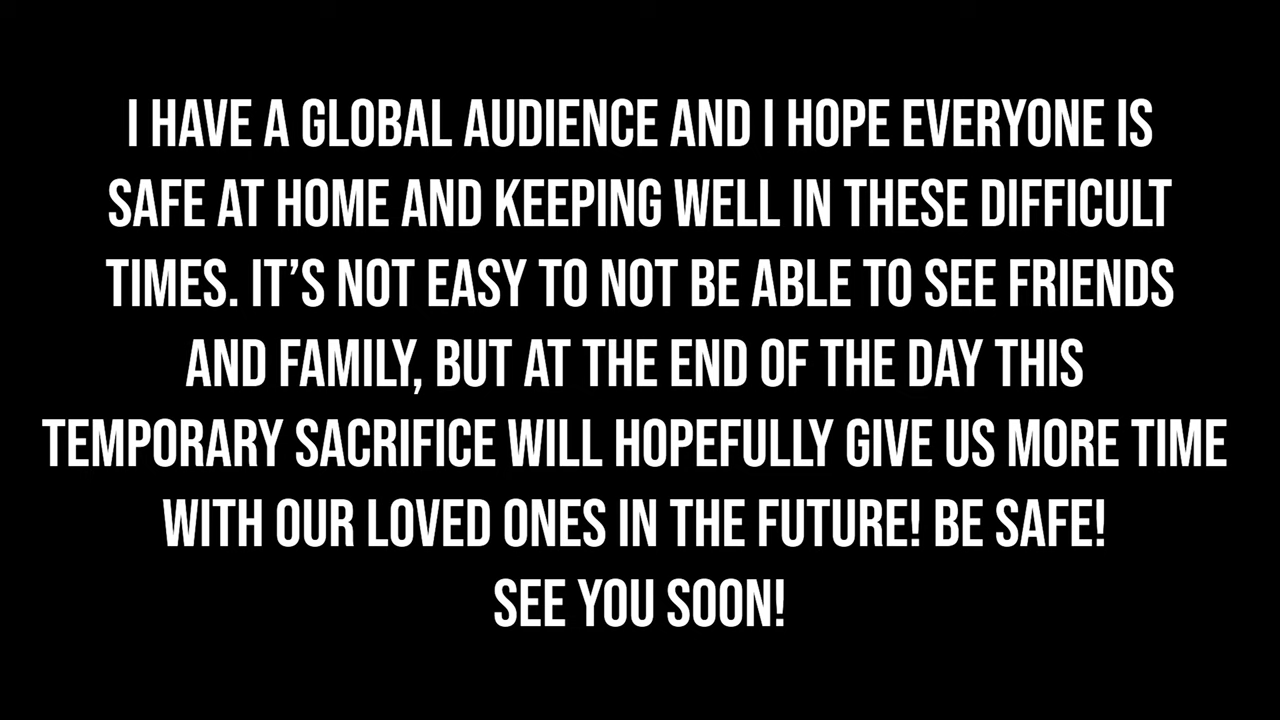 I HAVE A GLOBAL AUDIENCE AND I HOPE EVERYONE IS
SAFE AT HOME AND KEEPING WELL IN THESE DIFFICULT
TIMES. IT’S NOT EASY TO NOT BE ABLE TO SEE FRIENDS
AND FAMILY, BUT AT THE END OF THE DAY THIS
TEMPORARY SACRIFICE WILL HOPEFULLY GIVE US MORE TIME
WITH OUR LOVED ONES IN THE FUTURE! BE SAFE!
SEE YOU SOON!